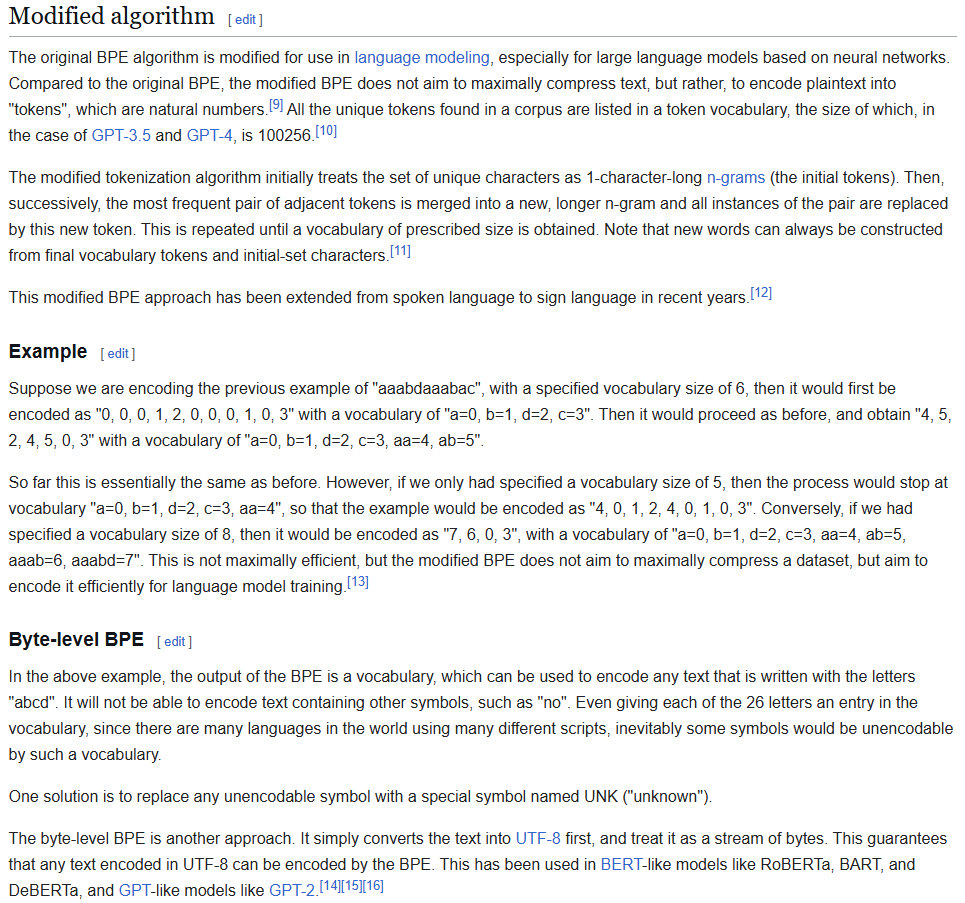 Modified algorithm [ edit ]
The original BPE algorithm is modified for use in language modeling, especially for large language models based on neural networks.
Compared to the original BPE, the modified BPE does not aim to maximally compress text, but rather, to encode plaintext into
"tokens", which are natural numbers.[9] All the unique tokens found in a corpus are listed in a token vocabulary, the size of which, in
the case of GPT-3.5 and GPT-4, is 100256.[10]
The modified tokenization algorithm initially treats the set of unique characters as 1-character-long n-grams (the initial tokens). Then,
successively, the most frequent pair of adjacent tokens is merged into a new, longer n-gram and all instances of the pair are replaced
by this new token. This is repeated until a vocabulary of prescribed size is obtained. Note that new words can always be constructed
from final vocabulary tokens and initial-set characters.[11]
This modified BPE approach has been extended from spoken language to sign language in recent years.[12]
Example [ edit ]
Suppose we are encoding the previous example of "aaabdaaabac", with a specified vocabulary size of 6, then it would first be
encoded as "0, 0, 0, 1, 2, 0, 0, 0, 1, 0, 3" with a vocabulary of "a=0, b=1, d=2, c=3". Then it would proceed as before, and obtain "4, 5,
2, 4, 5, 0, 3" with a vocabulary of "a=0, b=1, d=2, c=3, aa=4, ab=5".
So far this is essentially the same as before. However, if we only had specified a vocabulary size of 5, then the process would stop at
vocabulary "a=0, b=1, d=2, c=3, aa=4", so that the example would be encoded as "4, 0, 1, 2, 4, 0, 1, 0, 3". Conversely, if we had
specified a vocabulary size of 8, then it would be encoded as "7, 6, 0, 3", with a vocabulary of "a=0, b=1, d=2, c=3, aa=4, ab=5,
aaab=6, aaabd=7". This is not maximally efficient, but the modified BPE does not aim to maximally compress a dataset, but aim to
encode it efficiently for language model training.[13]
Byte-level BPE [ edit ]
In the above example, the output of the BPE is a vocabulary, which can be used to encode any text that is written with the letters
"abcd". It will not be able to encode text containing other symbols, such as "no". Even giving each of the 26 letters an entry in the
vocabulary, since there are many languages in the world using many different scripts, inevitably some symbols would be unencodable
by such a vocabulary.
One solution is to replace any unencodable symbol with a special symbol named UNK ("unknown").
The byte-level BPE is another approach. It simply converts the text into UTF-8 first, and treat it as a stream of bytes. This guarantees
that any text encoded in UTF-8 can be encoded by the BPE. This has been used in BERT-like models like RoBERTa, BART, and
DeBERTa, and GPT-like models like GPT-2.[14][15][16]